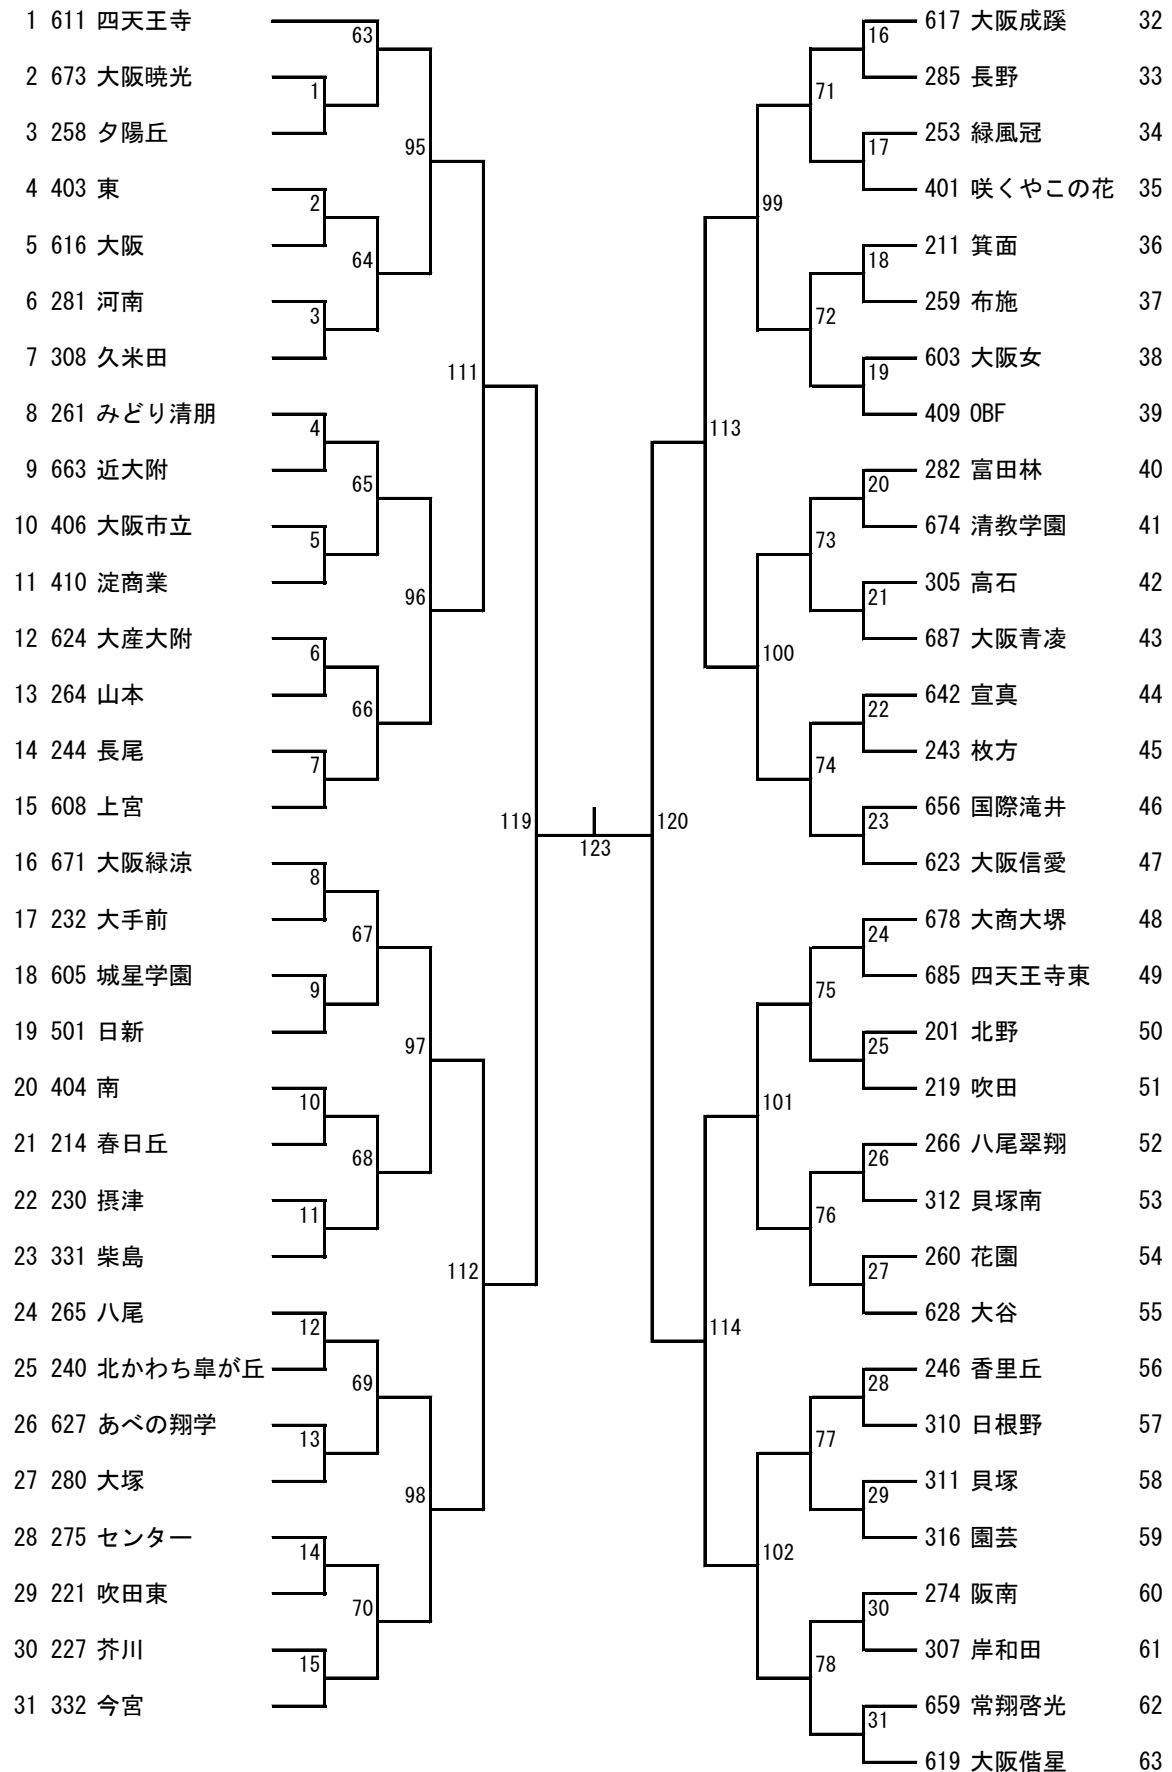 1 611 四天王寺
2 673 大阪暁光
3 258 夕陽丘
4 403 東
5 616 大阪
6 281 河南
7 308 久米田
8 261 みどり清朋
9 663 近大附
10 406 大阪市立
11 410 淀商業
12 624 大産大附
13 264 山本
14 244 長尾
15 608 上宮
16 671 大阪緑涼
17 232 大手前
18 605 城星学園
19 501 日新
20 404 南
21 214 春日丘
22 230 摂津
23 331 柴島
24 265 八尾
25 240 北かわち皐が丘
26 627 あべの翔学
27 280 大塚
28 275 センター
29 221 吹田東
30 227 芥川
31 332 今宮
1
2
3
4
5
6
7
8
9
10
11
12
13
14
15
63
64
65
66
67
68
69
70
95
96
97
98
111
112
119
123
120
113
114
99
100
101
102
71
72
73
74
75
76
77
78
16
17
18
19
20
21
22
23
24
25
26
27
28
29
30
31
617 大阪成蹊 32
285 長野 33
253 緑風冠 34
401 咲くやこの花 35
211 箕面 36
259 布施 37
603 大阪女 38
409 OBF 39
282 富田林 40
674 清教学園 41
305 高石 42
687 大阪青凌 43
642 宣真 44
243 枚方 45
656 国際滝井 46
623 大阪信愛 47
678 大商大堺 48
685 四天王寺東 49
201 北野 50
219 吹田 51
266 八尾翠翔 52
312 貝塚南 53
260 花園 54
628 大谷 55
246 香里丘 56
310 日根野 57
311 貝塚 58
316 園芸 59
274 阪南 60
307 岸和田 61
659 常翔啓光 62
619 大阪偕星 63